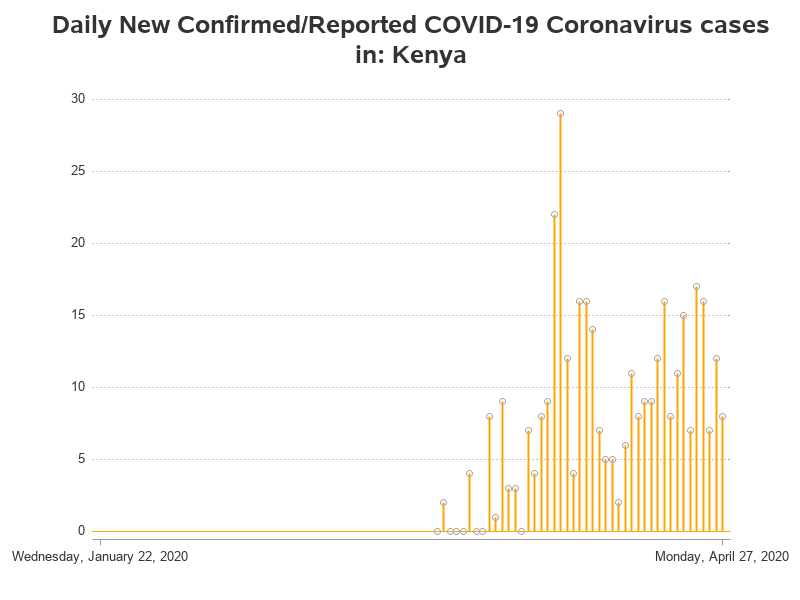 Daily New Confirmed/Reported COVID-19 Coronavirus cases
in: Kenya
30
25
20
15
10
5
0
Wednesday, January 22, 2020
Monday, April 27, 2020